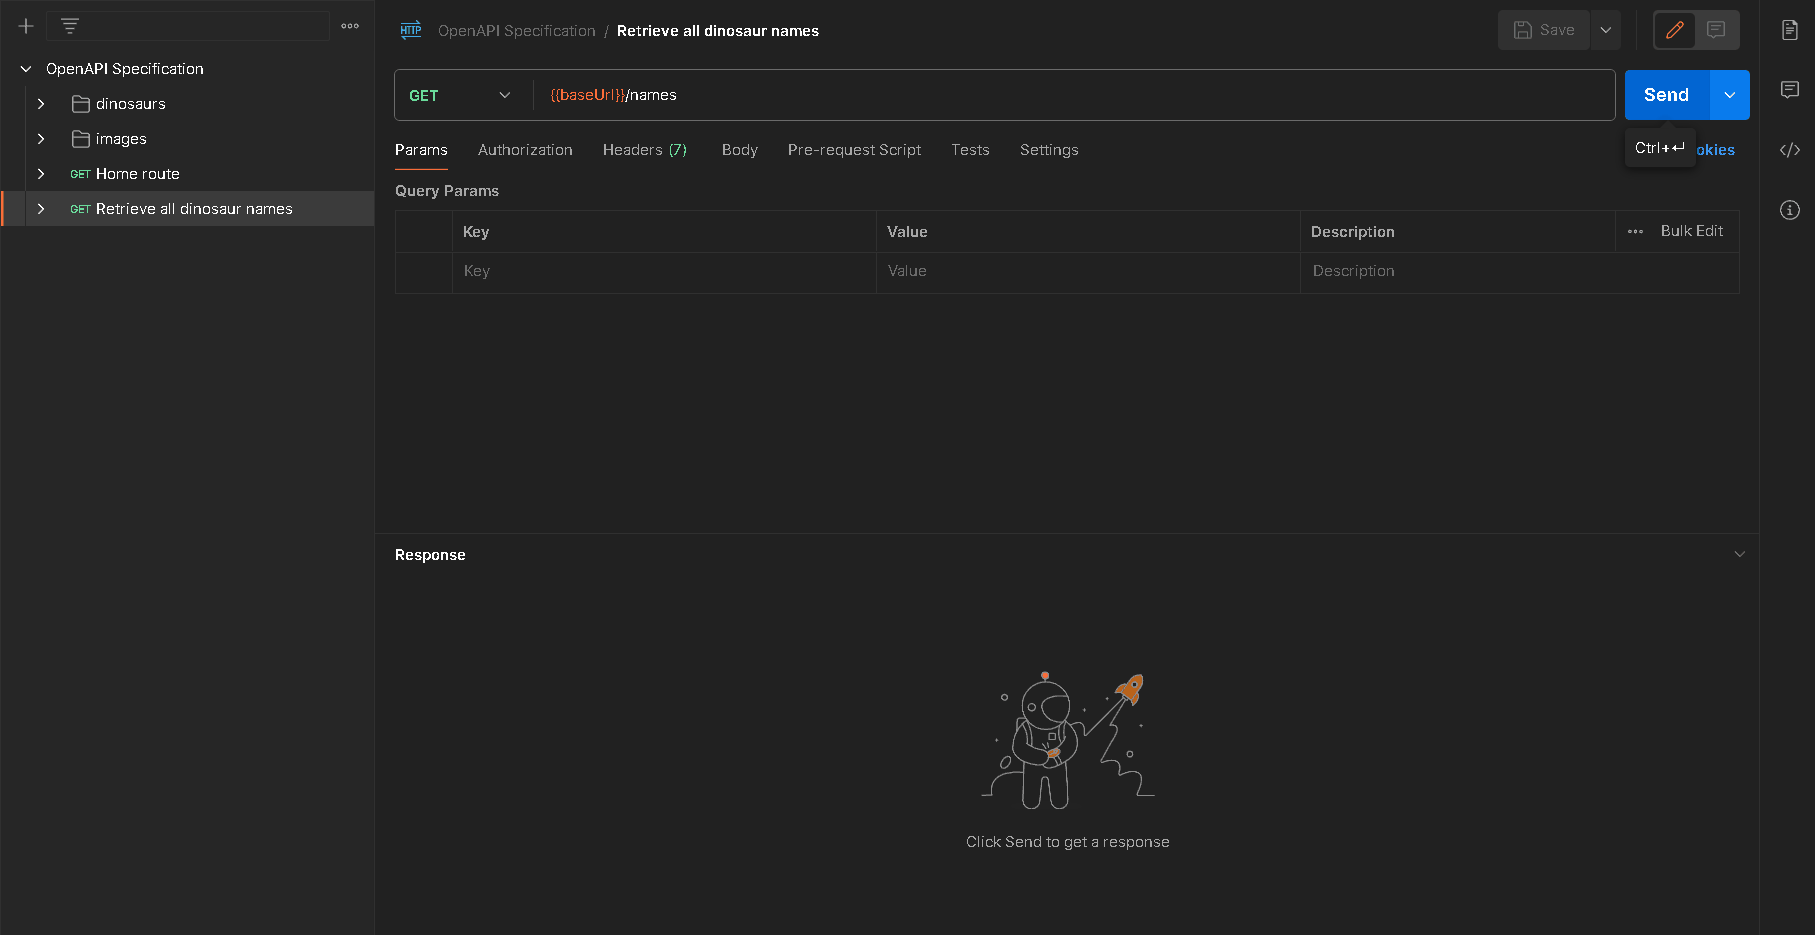 HTTP OpenAPI Specification / Retrieve all dinosaur names
Save
OpenAPI Specification
dinosaurs
images
GET Home route
GET Retrieve all dinosaur names
GET {{baseUrl}}/names
Send
Ctrl+↵
Params Authorization Headers (7) Body Pre-request Script Tests Settings okies
Query Params
Key Value Description Bulk Edit
Key Value Description
Response
Click Send to get a response